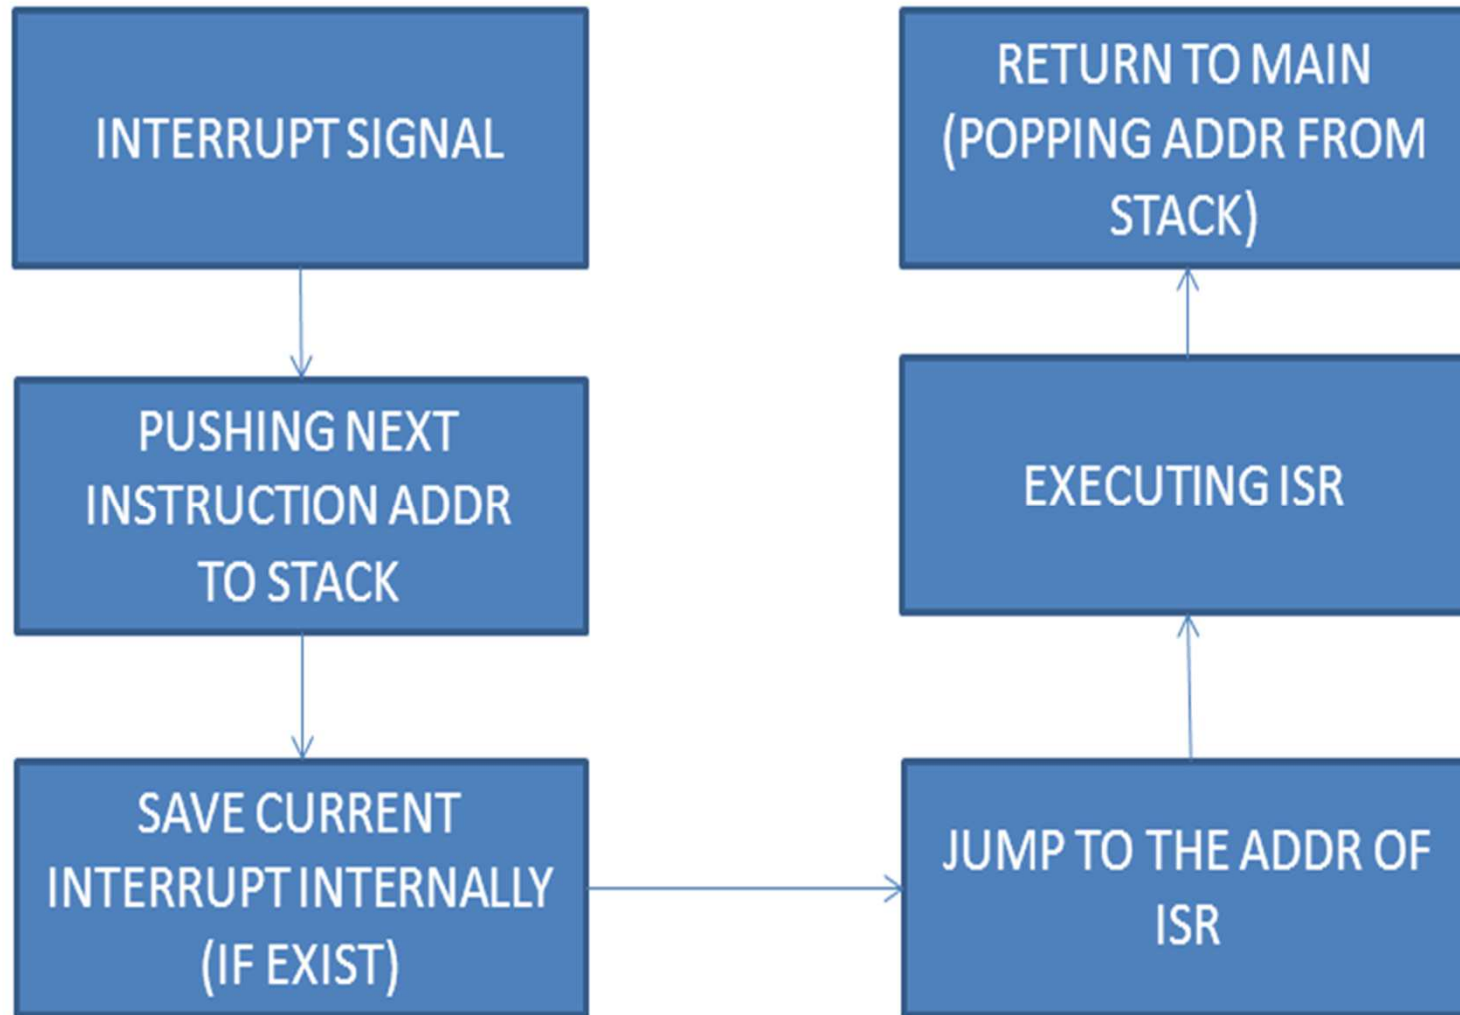 INTERRUPT SIGNAL
PUSHING NEXT
INSTRUCTION ADDR
TO STACK
SAVE CURRENT
INTERRUPT INTERNALLY
(IF EXIST)
JUMP TO THE ADDR OF
ISR
EXECUTING ISR
RETURN TO MAIN
(POPPING ADDR FROM
STACK)